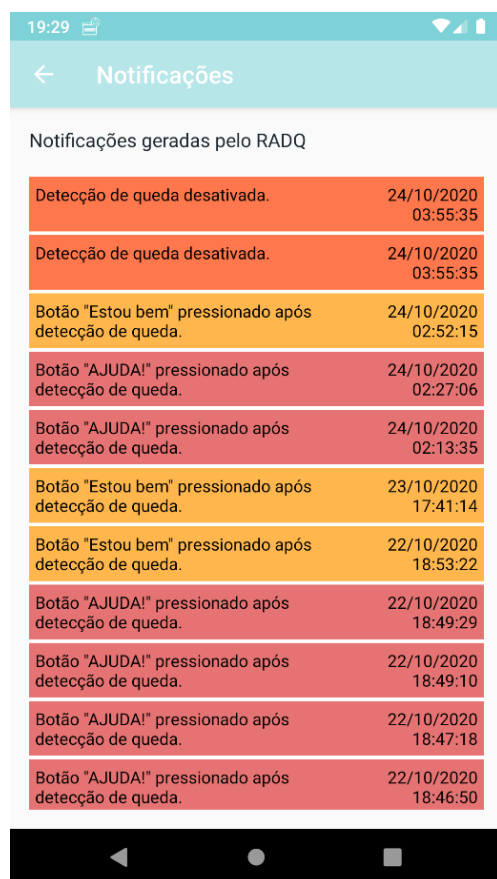 19:29
Notificações
Notificações geradas pelo RADQ
Detecção de queda desativada. 24/10/2020
03:55:35
Detecção de queda desativada. 24/10/2020
03:55:35
Botão "Estou bem" pressionado após 24/10/2020
detecção de queda. 02:52:15
Botão "AJUDA!" pressionado após 24/10/2020
detecção de queda. 02:27:06
Botão "AJUDA!" pressionado após 24/10/2020
detecção de queda. 02:13:35
Botão "Estou bem" pressionado após 23/10/2020
detecção de queda. 17:41:14
Botão "Estou bem" pressionado após 22/10/2020
detecção de queda. 18:53:22
Botão "AJUDA!" pressionado após 22/10/2020
detecção de queda. 18:49:29
Botão "AJUDA!" pressionado após 22/10/2020
detecção de queda. 18:49:10
Botão "AJUDA!" pressionado após 22/10/2020
detecção de queda. 18:47:18
Botão "AJUDA!" pressionado após 22/10/2020
detecção de queda. 18:46:50